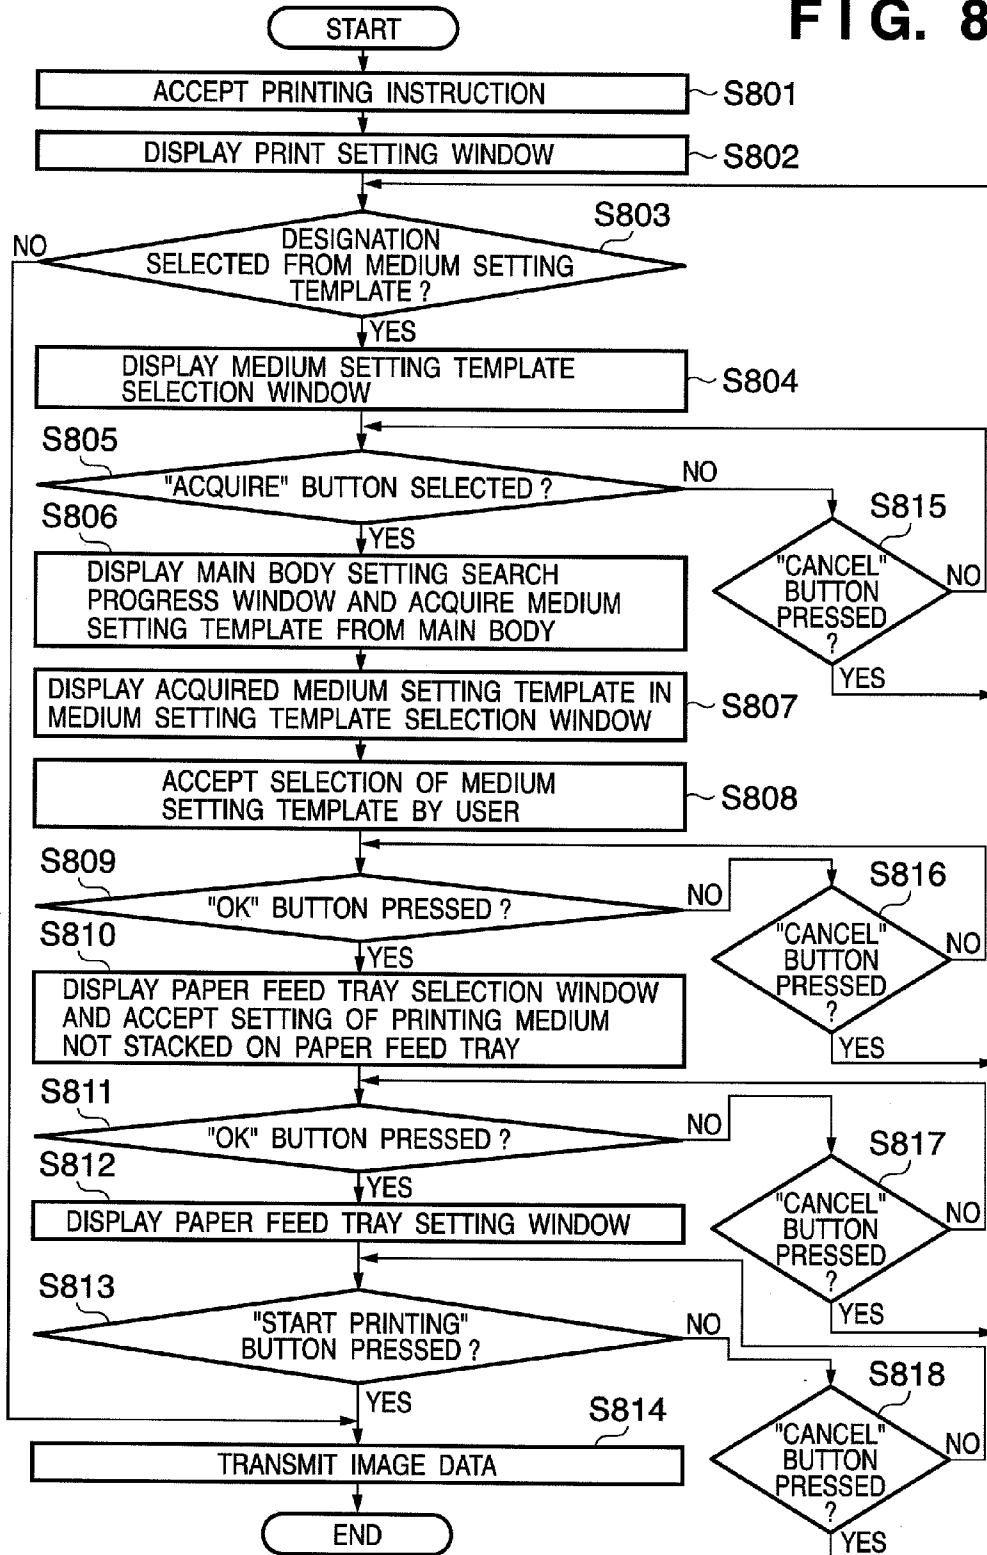 FIG. 8
START
ACCEPT PRINTING INSTRUCTION
S801
DISPLAY PRINT SETTING WINDOW
S802
S803
NO
DESIGNATION
SELECTED FROM MEDIUM SETTING
TEMPLATE ?
YES
DISPLAY MEDIUM SETTING TEMPLATE
SELECTION WINDOW
S804
S805
"ACQUIRE" BUTTON SELECTED ?
NO
YES
S815
"CANCEL"
BUTTON
PRESSED
?
NO
YES
S806
DISPLAY MAIN BODY SETTING SEARCH
PROGRESS WINDOW AND ACQUIRE MEDIUM
SETTING TEMPLATE FROM MAIN BODY
DISPLAY ACQUIRED MEDIUM SETTING TEMPLATE IN
MEDIUM SETTING TEMPLATE SELECTION WINDOW
S807
ACCEPT SELECTION OF MEDIUM
SETTING TEMPLATE BY USER
S808
S809
"OK" BUTTON PRESSED ?
NO
YES
S816
"CANCEL"
BUTTON
PRESSED
?
NO
YES
S810
DISPLAY PAPER FEED TRAY SELECTION WINDOW
AND ACCEPT SETTING OF PRINTING MEDIUM
NOT STACKED ON PAPER FEED TRAY
S811
"OK" BUTTON PRESSED ?
NO
YES
S817
"CANCEL"
BUTTON
PRESSED
?
NO
YES
S812
DISPLAY PAPER FEED TRAY SETTING WINDOW
S813
"START PRINTING"
BUTTON PRESSED ?
NO
YES
S818
"CANCEL"
BUTTON
PRESSED
?
NO
YES
S814
TRANSMIT IMAGE DATA
END